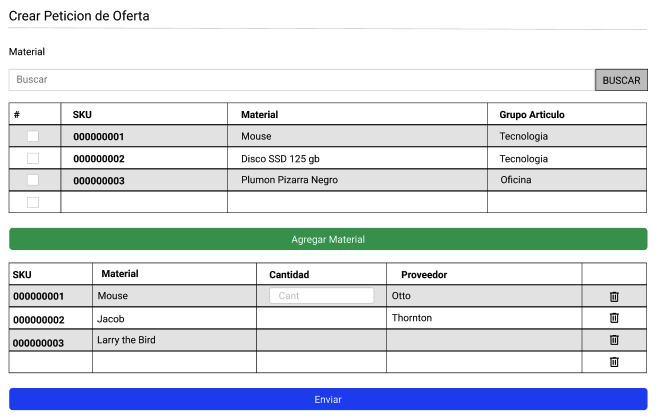 Crear Peticion de Oferta
Material
Buscar BUSCAR
# SKU Material Grupo Articulo
000000001 Mouse Tecnologia
000000002 Disco SSD 125 gb Tecnologia
000000003 Plumon Pizarra Negro Oficina
Agregar Material
SKU Material Cantidad Proveedor
000000001 Mouse Cant Otto
000000002 Jacob Thornton
000000003 Larry the Bird
Enviar